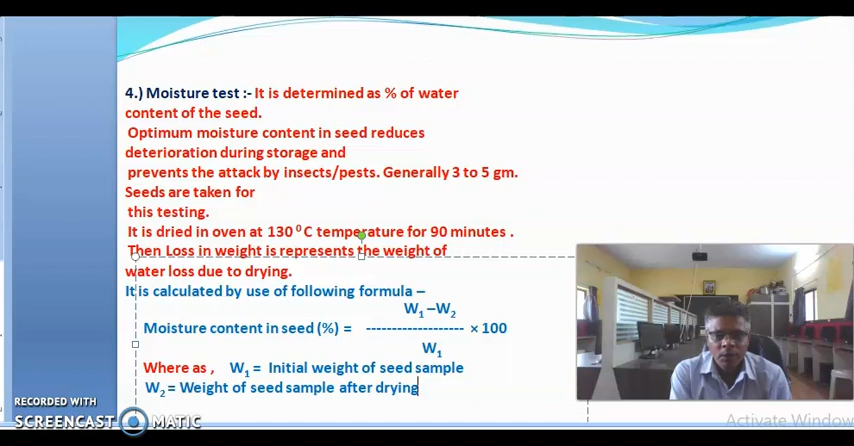 4.) Moisture test :- It is determined as % of water
content of the seed.
Optimum moisture content in seed reduces
deterioration during storage and
prevents the attack by insects/pests. Generally 3 to 5 gm.
Seeds are taken for
this testing.
It is dried in oven at 130 ⁰ C temperature for 90 minutes .
Then Loss in weight is represents the weight of
water loss due to drying.
It is calculated by use of following formula –
W₁ –W₂
Moisture content in seed (%) = ------------------- × 100
W₁
Where as , W₁ = Initial weight of seed sample
W₂ = Weight of seed sample after drying
RECORDED WITH
SCREENCAST MATIC
Activate Window